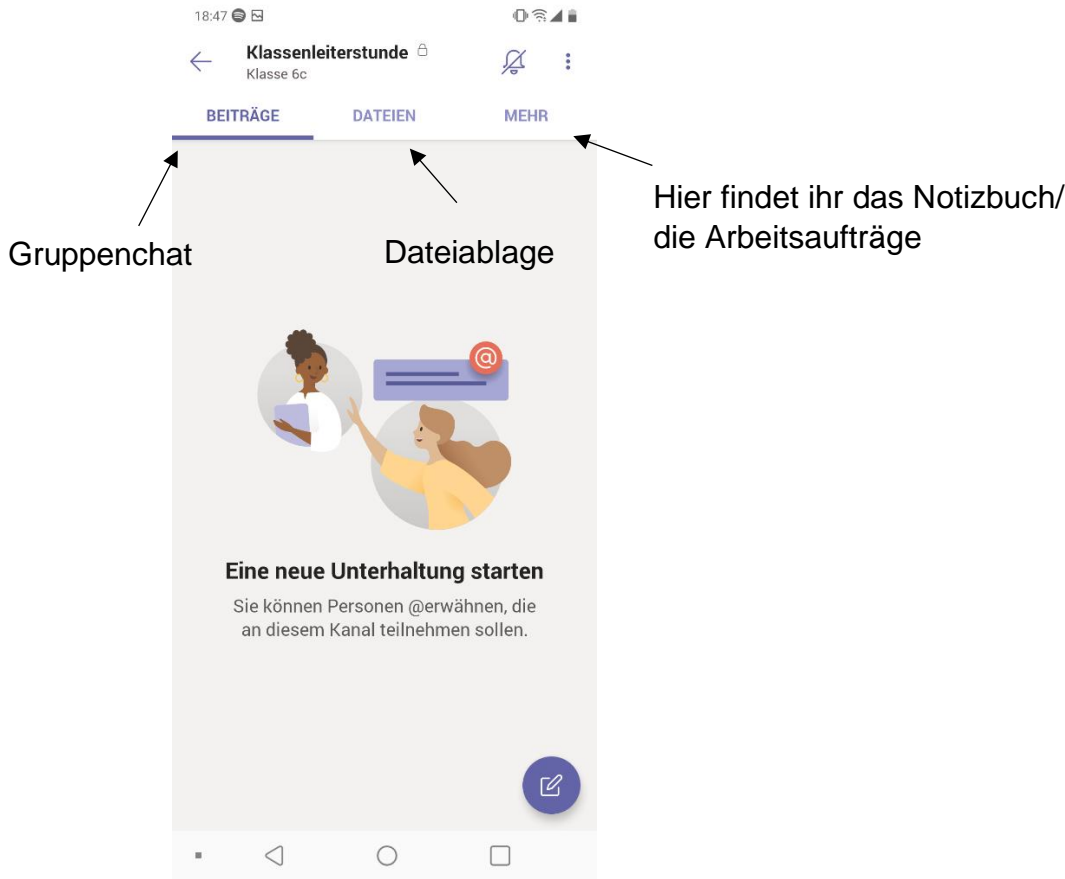 18:47
Klassenleiterstunde
Klasse 6c
BEITRÄGE DATEIEN MEHR
Hier findet ihr das Notizbuch/
die Arbeitsaufträge
Gruppenchat
Dateiablage
@
Eine neue Unterhaltung starten
Sie können Personen @erwähnen, die
an diesem Kanal teilnehmen sollen.